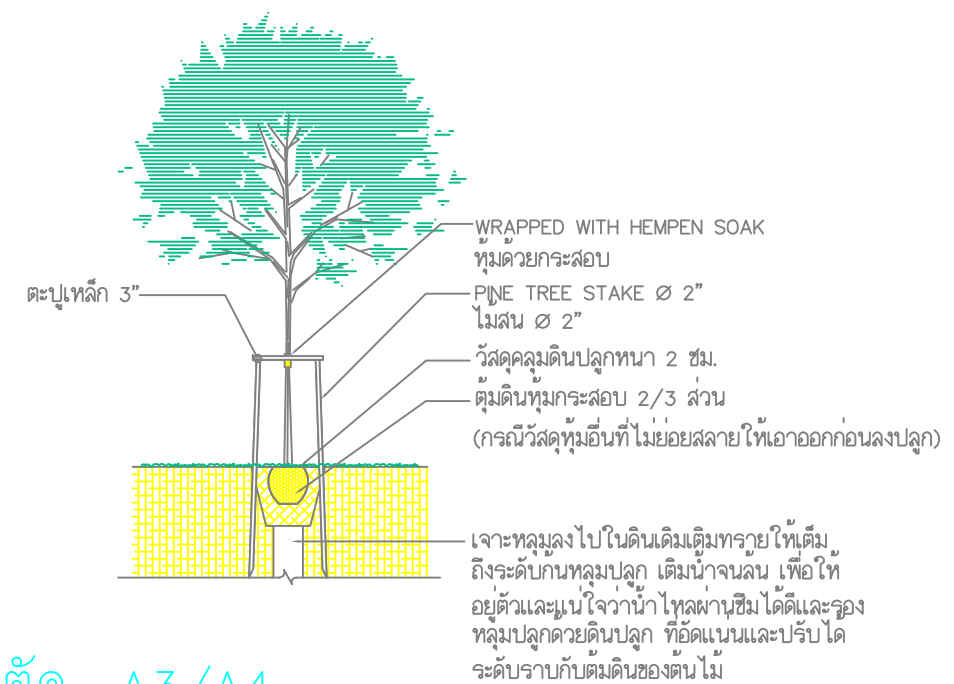 WRAPPED WITH HEMPEN SOAK
หุ้มด้วยกระสอบ
ตะปูเหล็ก 3"
PINE TREE STAKE Ø 2"
ไม้สน Ø 2"
วัสดุคลุมดินปลูกหนา 2 ซม.
ตุ้มดินหุ้มกระสอบ 2/3 ส่วน
(กรณีวัสดุหุ้มอื่นที่ไม่ย่อยสลายให้เอาออกก่อนลงปลูก)
เจาะหลุมลงไปในดินเดิมเติมทรายให้เต็ม
ถึงระดับก้นหลุมปลูก เติมน้ำจนล้น เพื่อให้
อยู่ตัวและแน่ใจว่าน้ำไหลผ่านซึมได้ดีและรอง
หลุมปลูกด้วยดินปลูก ที่อัดแน่นและปรับได้
ระดับราบกับตุ้มดินของต้นไม้
A3/A4